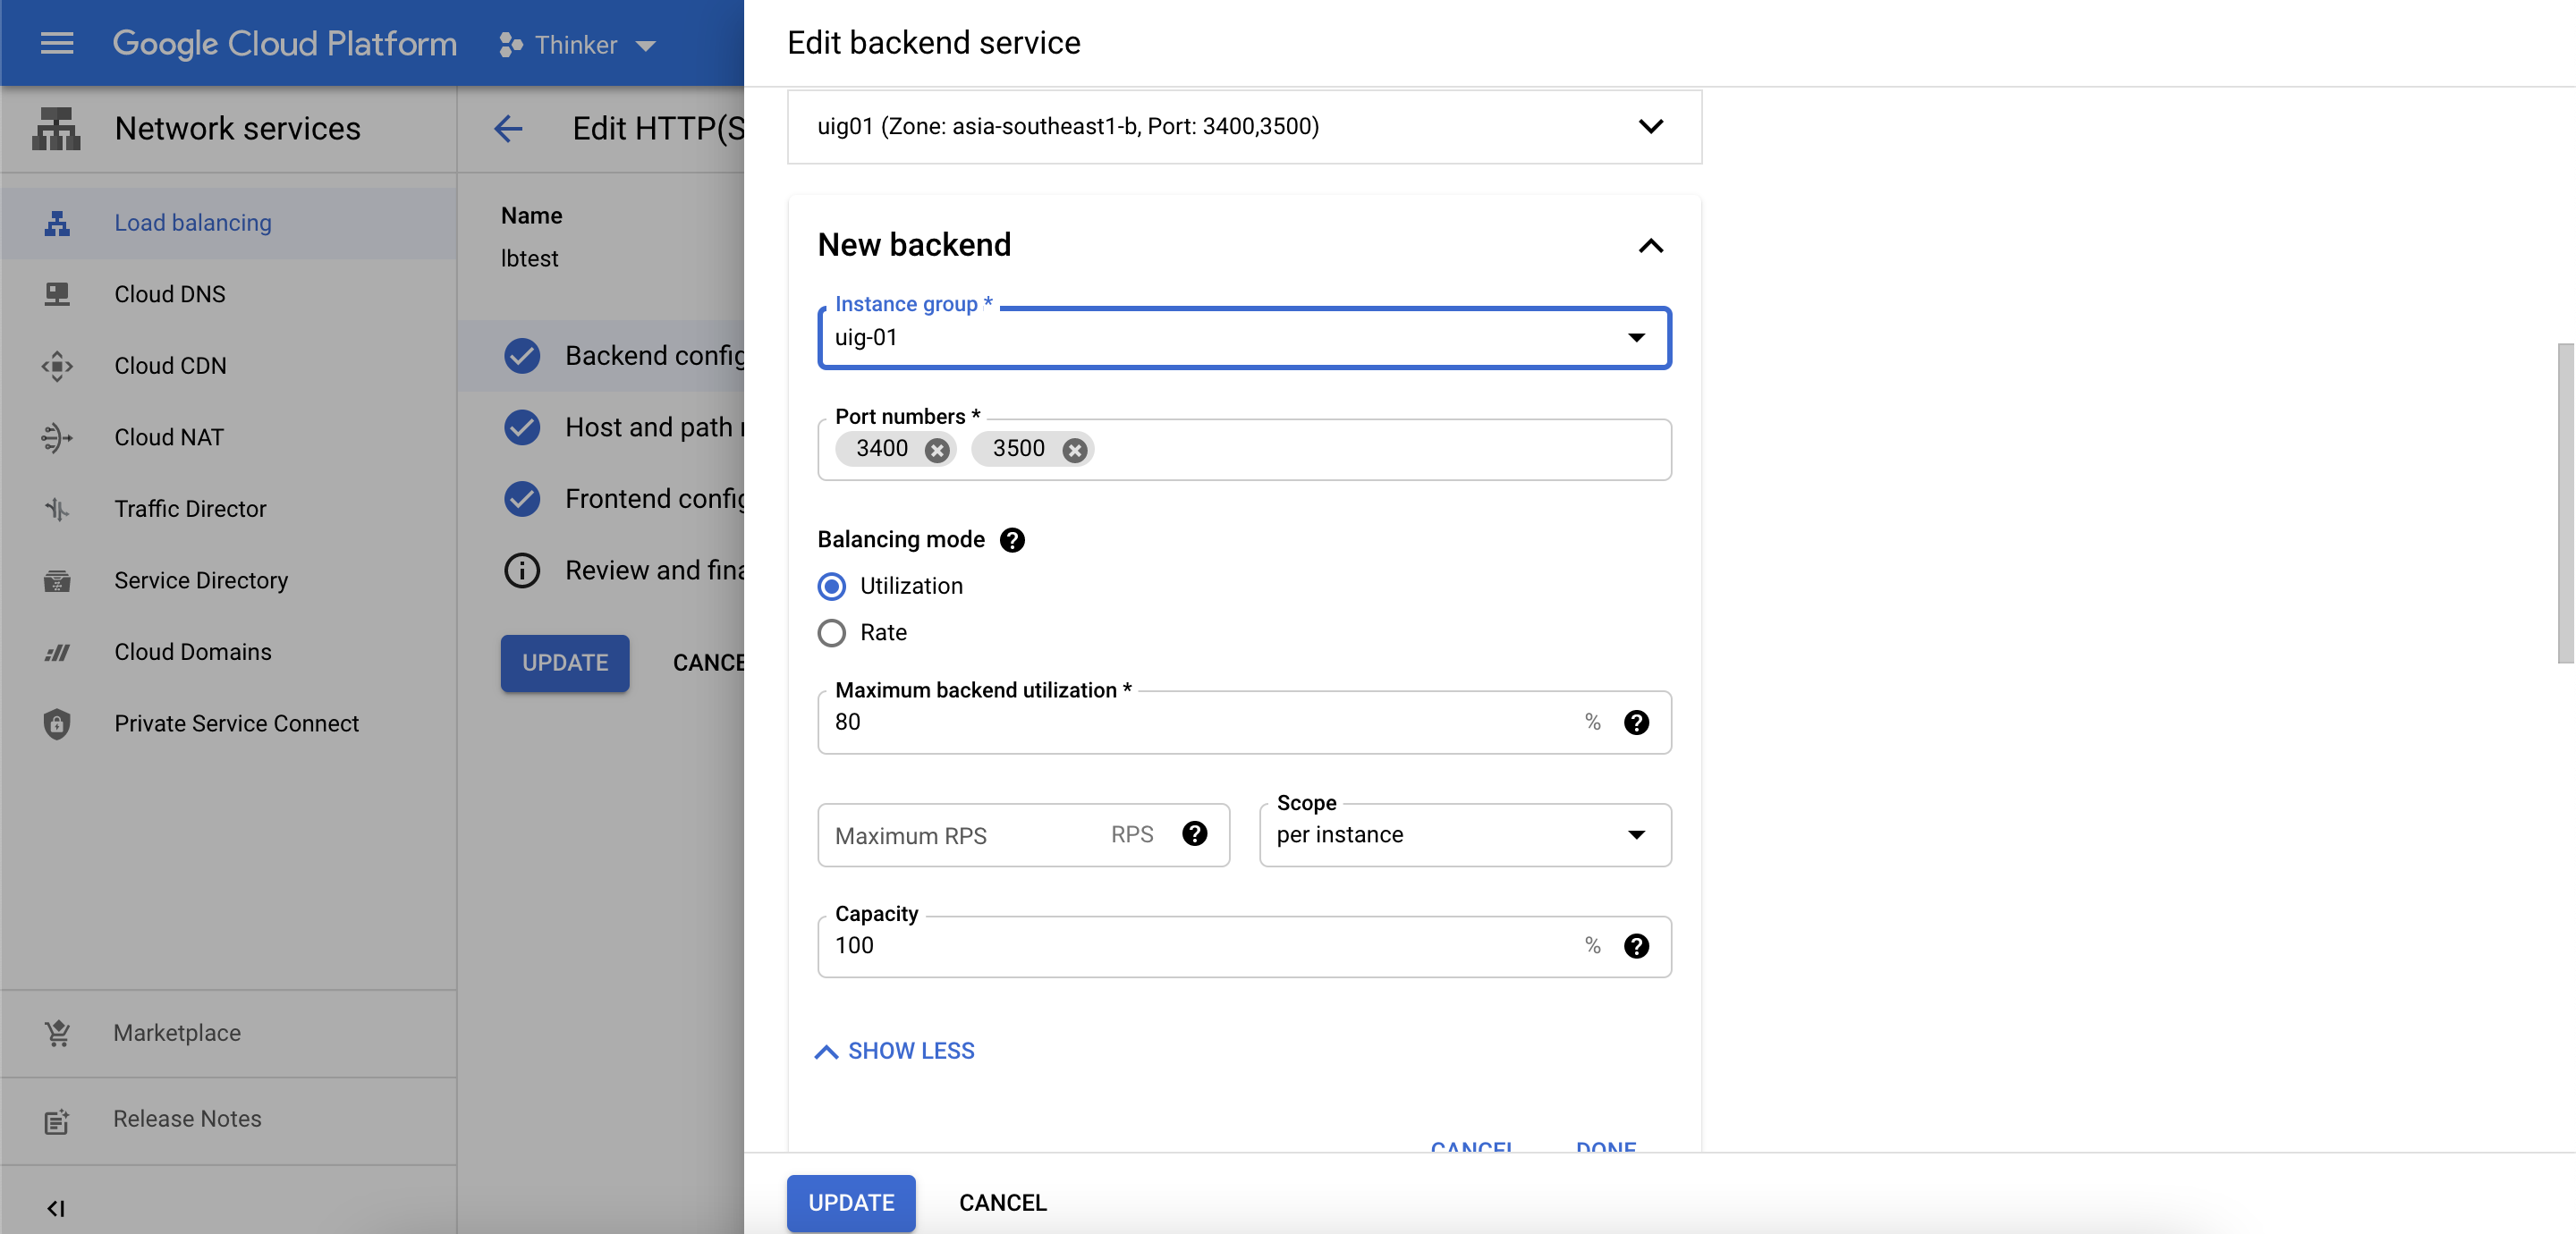 Google Cloud Platform
Thinker
Edit backend service
Network services
Edit HTTP(S
uig01 (Zone: asia-southeast1-b, Port: 3400,3500)
Load balancing
Cloud DNS
Cloud CDN
Cloud NAT
Traffic Director
Service Directory
Cloud Domains
Private Service Connect
Marketplace
Release Notes
Name
lbtest
Backend config
Host and path r
Frontend config
Review and fina
UPDATE
CANCE
New backend
Instance group *
uig-01
Port numbers *
3400 3500
Balancing mode
Utilization
Rate
Maximum backend utilization *
80 %
Maximum RPS RPS
Scope
per instance
Capacity
100 %
SHOW LESS
CANCEL DONE
UPDATE CANCEL